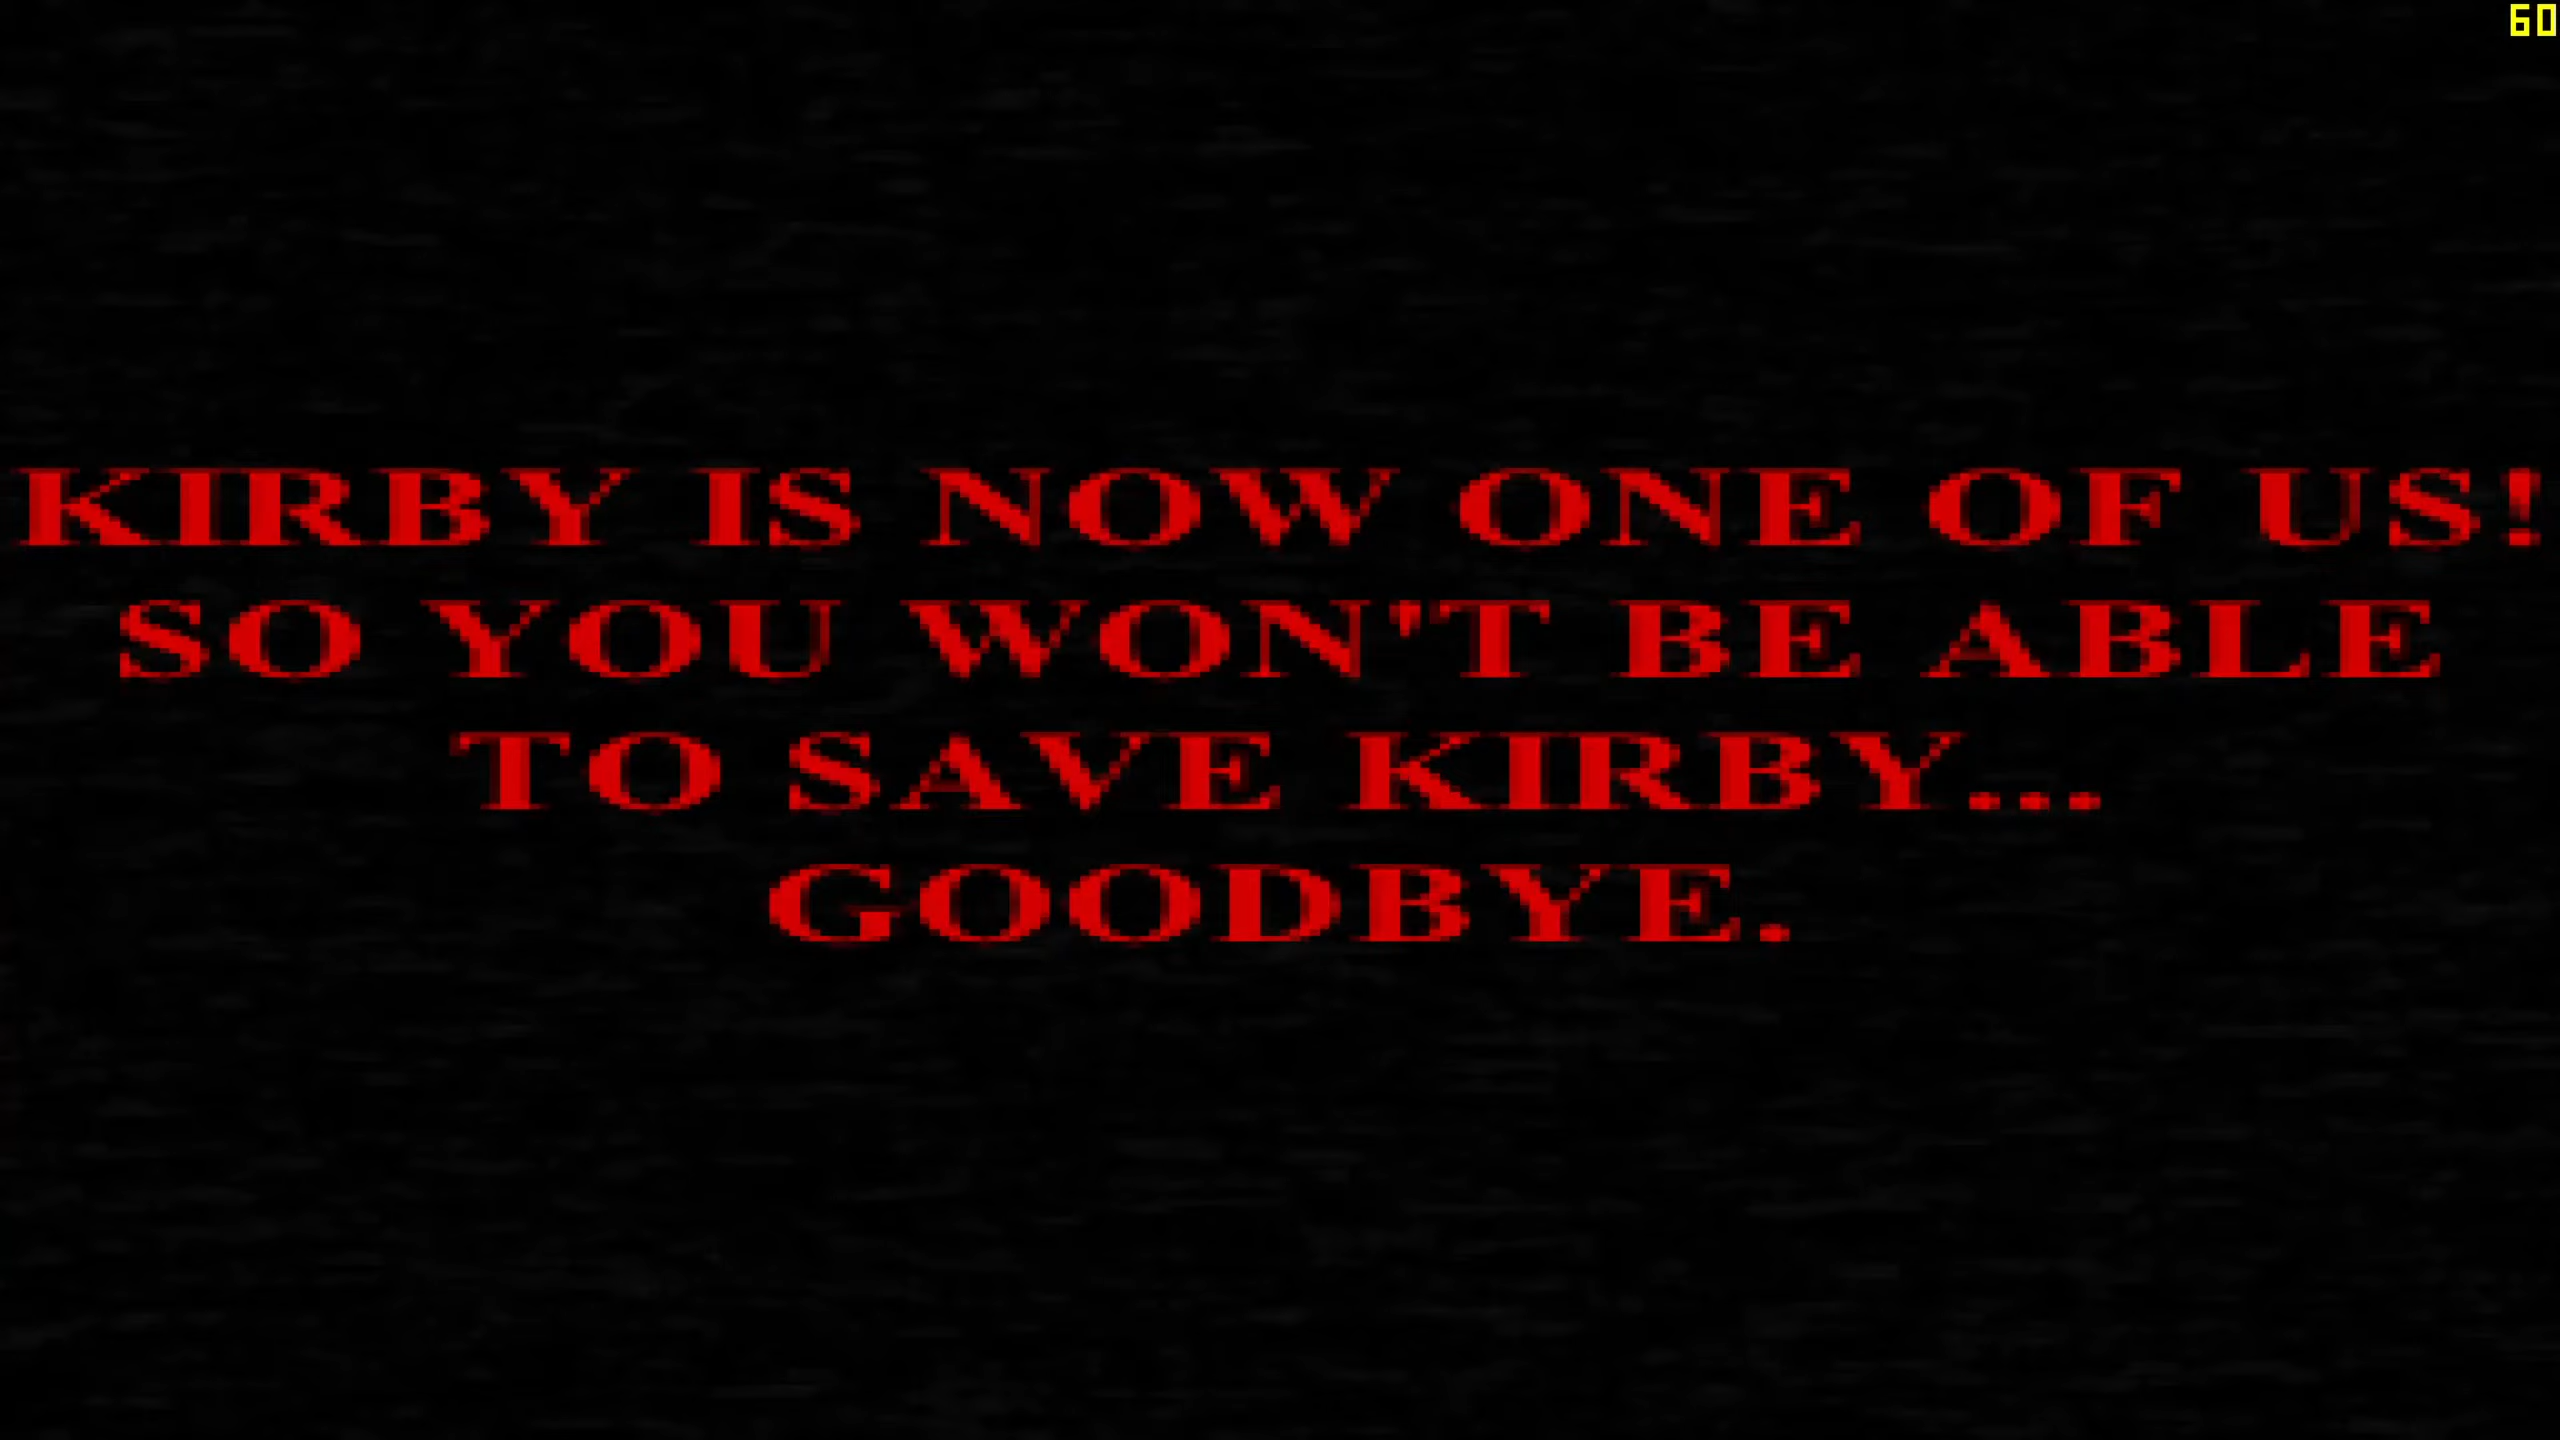 60
KIRBY IS NOW ONE OF US!
SO YOU WON'T BE ABLE
TO SAVE KIRBY...
GOODBYE.